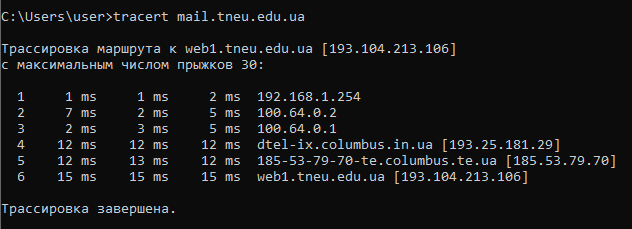 C:\Users\user>tracert mail.tneu.edu.ua
Трассировка маршрута к web1.tneu.edu.ua [193.104.213.106]
с максимальным числом прыжков 30:
1 1 ms 1 ms 2 ms 192.168.1.254
2 7 ms 2 ms 5 ms 100.64.0.2
3 2 ms 3 ms 5 ms 100.64.0.1
4 12 ms 12 ms 12 ms dtel-ix.columbus.in.ua [193.25.181.29]
5 12 ms 13 ms 12 ms 185-53-79-70-te.columbus.te.ua [185.53.79.70]
6 15 ms 15 ms 15 ms web1.tneu.edu.ua [193.104.213.106]
Трассировка завершена.